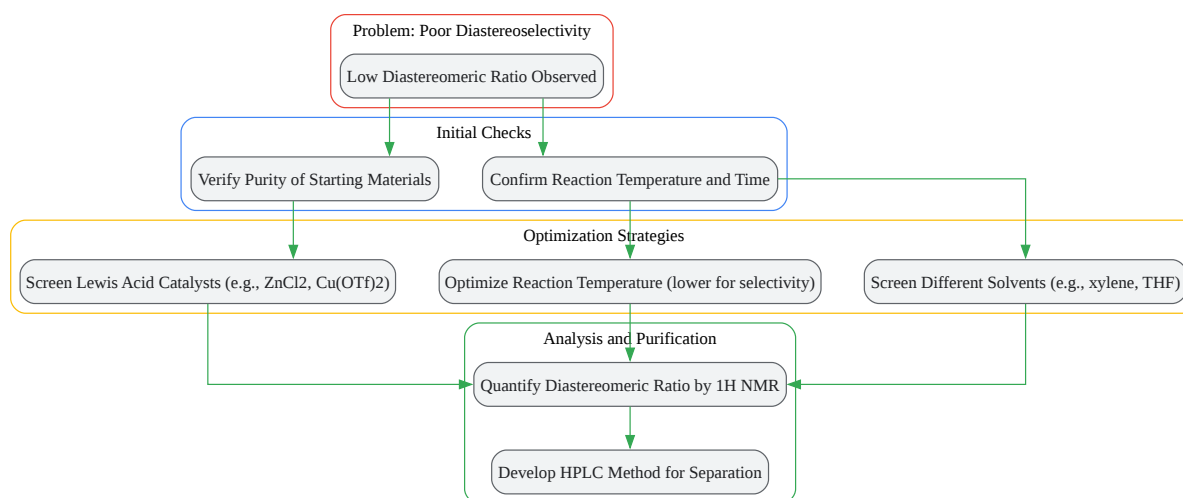 Problem: Poor Diastereoselectivity
Low Diastereomeric Ratio Observed
Initial Checks
Verify Purity of Starting Materials
Confirm Reaction Temperature and Time
Optimization Strategies
Screen Lewis Acid Catalysts (e.g., ZnCl2, Cu(OTf)2)
Optimize Reaction Temperature (lower for selectivity)
Screen Different Solvents (e.g., xylene, THF)
Analysis and Purification
Quantify Diastereomeric Ratio by 1H NMR
Develop HPLC Method for Separation